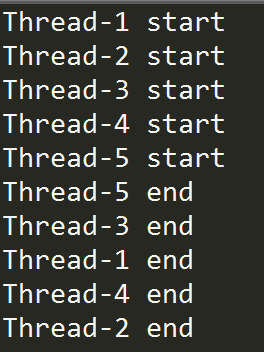 Thread-1 start
Thread-2 start
Thread-3 start
Thread-4 start
Thread-5 start
Thread-5 end
Thread-3 end
Thread-1 end
Thread-4 end
Thread-2 end